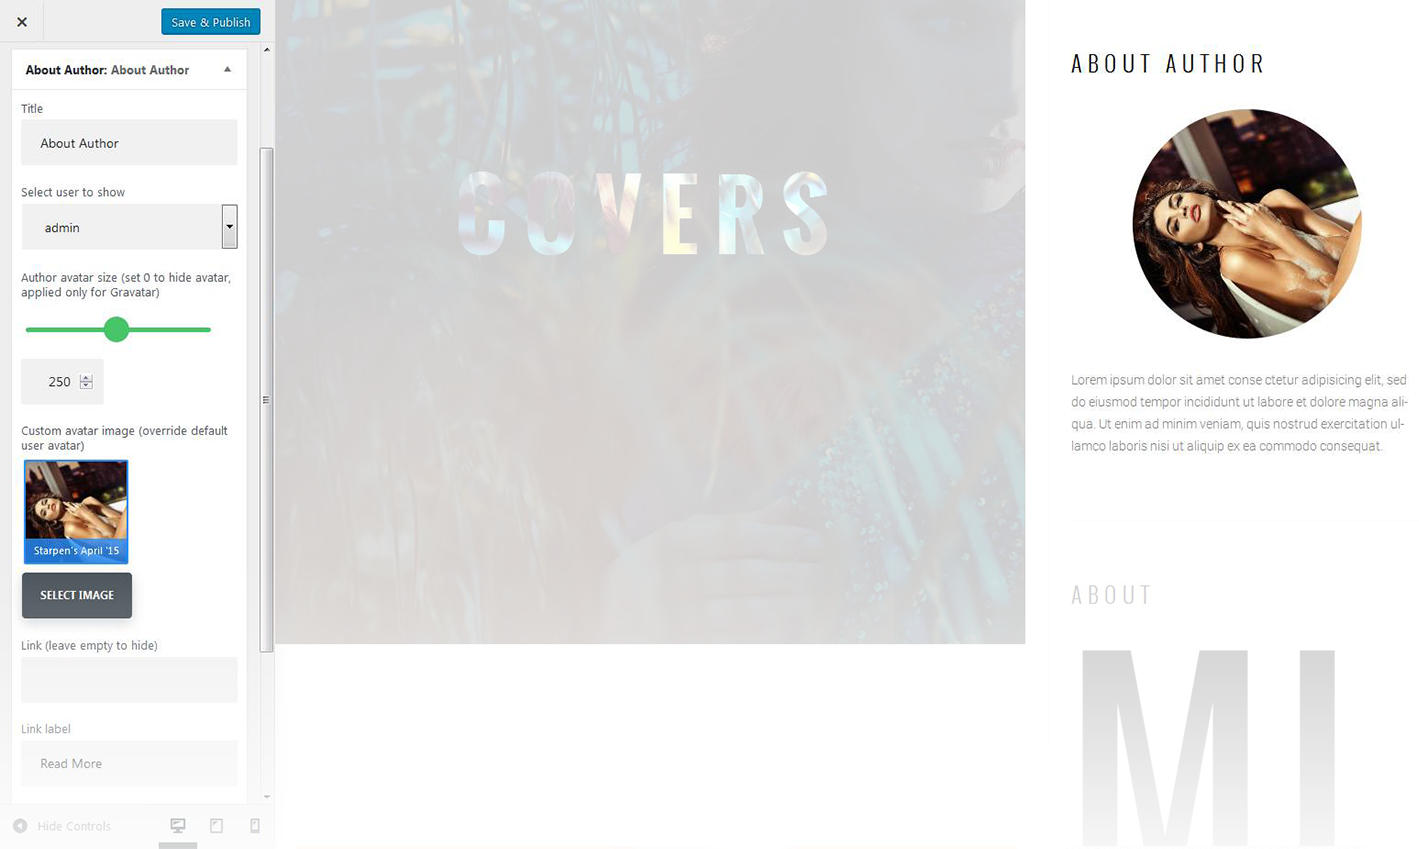 Save & Publish
About Author: About Author
Title
About Author
Select user to show
admin
Author avatar size (set 0 to hide avatar,
applied only for Gravatar)
250
Custom avatar image (override default
user avatar)
Starpen's April '15
SELECT IMAGE
Link (leave empty to hide)
Link label
Read More
Hide Controls
COVERS
ABOUT AUTHOR
Lorem ipsum dolor sit amet conse ctetur adipisicing elit, sed
do eiusmod tempor incididunt ut labore et dolore magna ali-
qua. Ut enim ad minim veniam, quis nostrud exercitation ul-
lamco laboris nisi ut aliquip ex ea commodo consequat.
ABOUT
MI